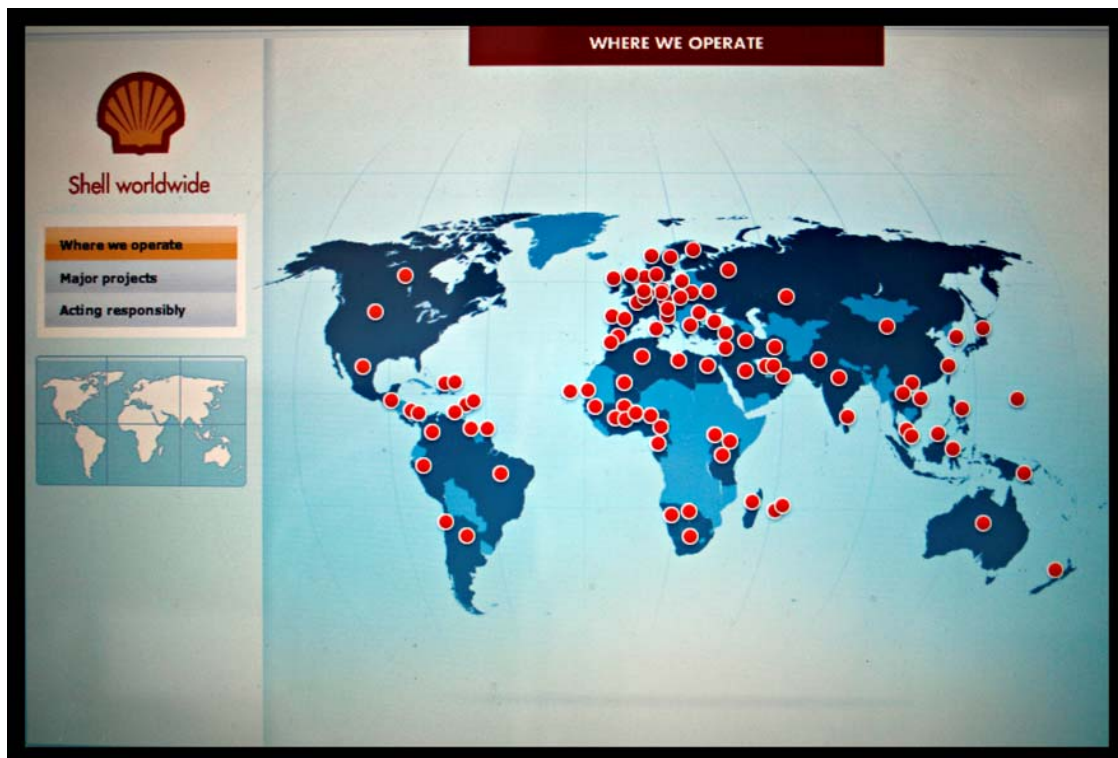 WHERE WE OPERATE
Shell worldwide
Where we operate
Major projects
Acting responsibly